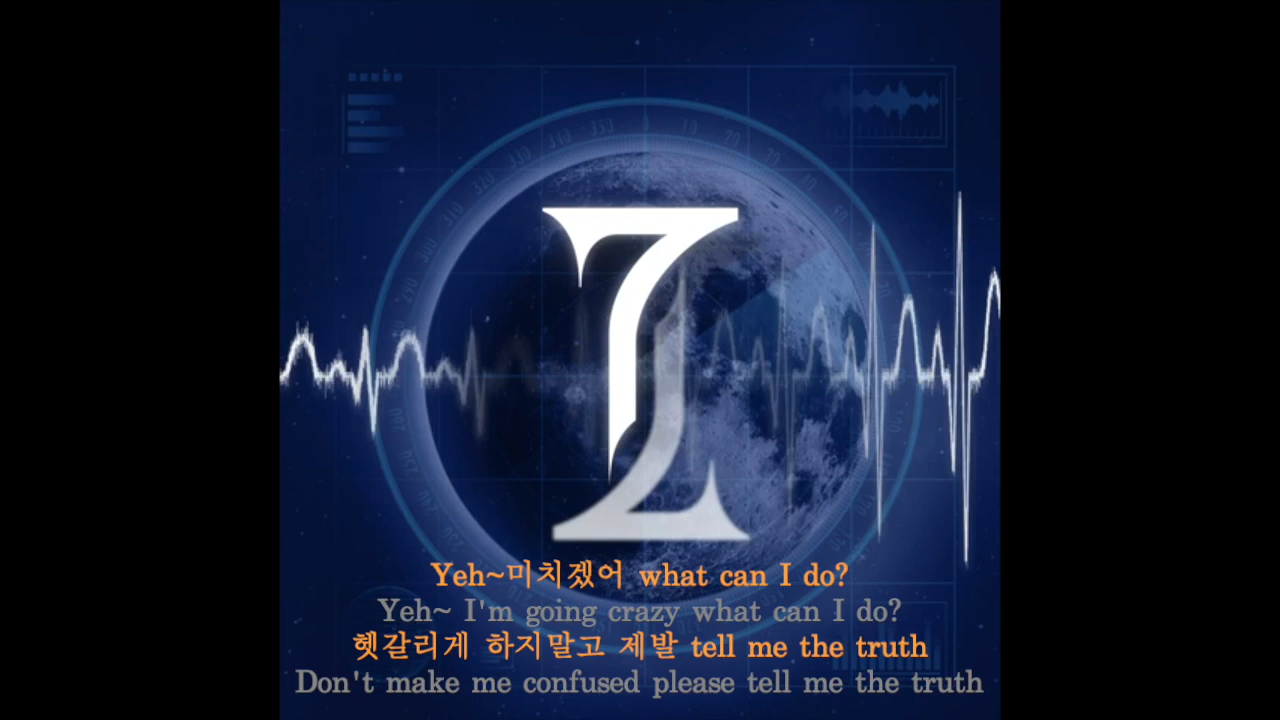 Yeh~미치겠어 what can I do?
Yeh~ I'm going crazy what can I do?
헷갈리게 하지말고 제발 tell me the truth
Don't make me confused please tell me the truth